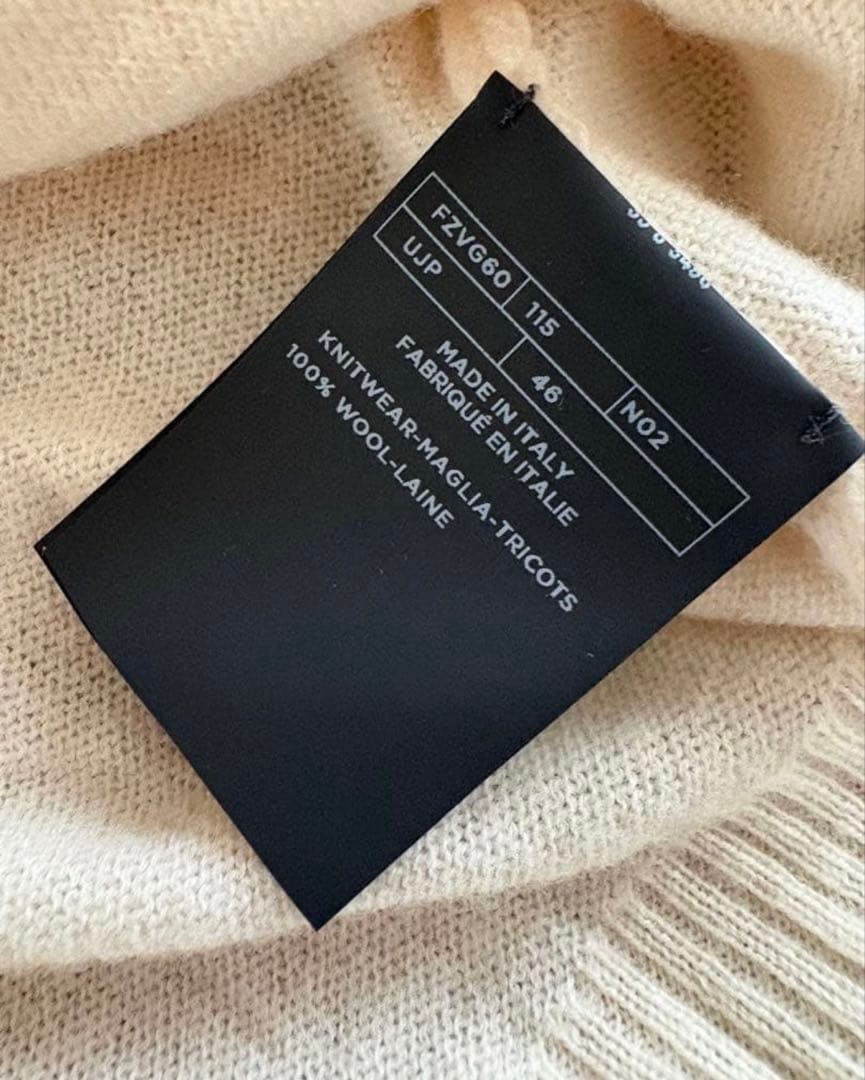 FZVG60 115 N02
UJP 46
MADE IN ITALY
FABRIQUÉ EN ITALIE
KNITWEAR-MAGLIA-TRICOTS
100% WOOL-LAINE